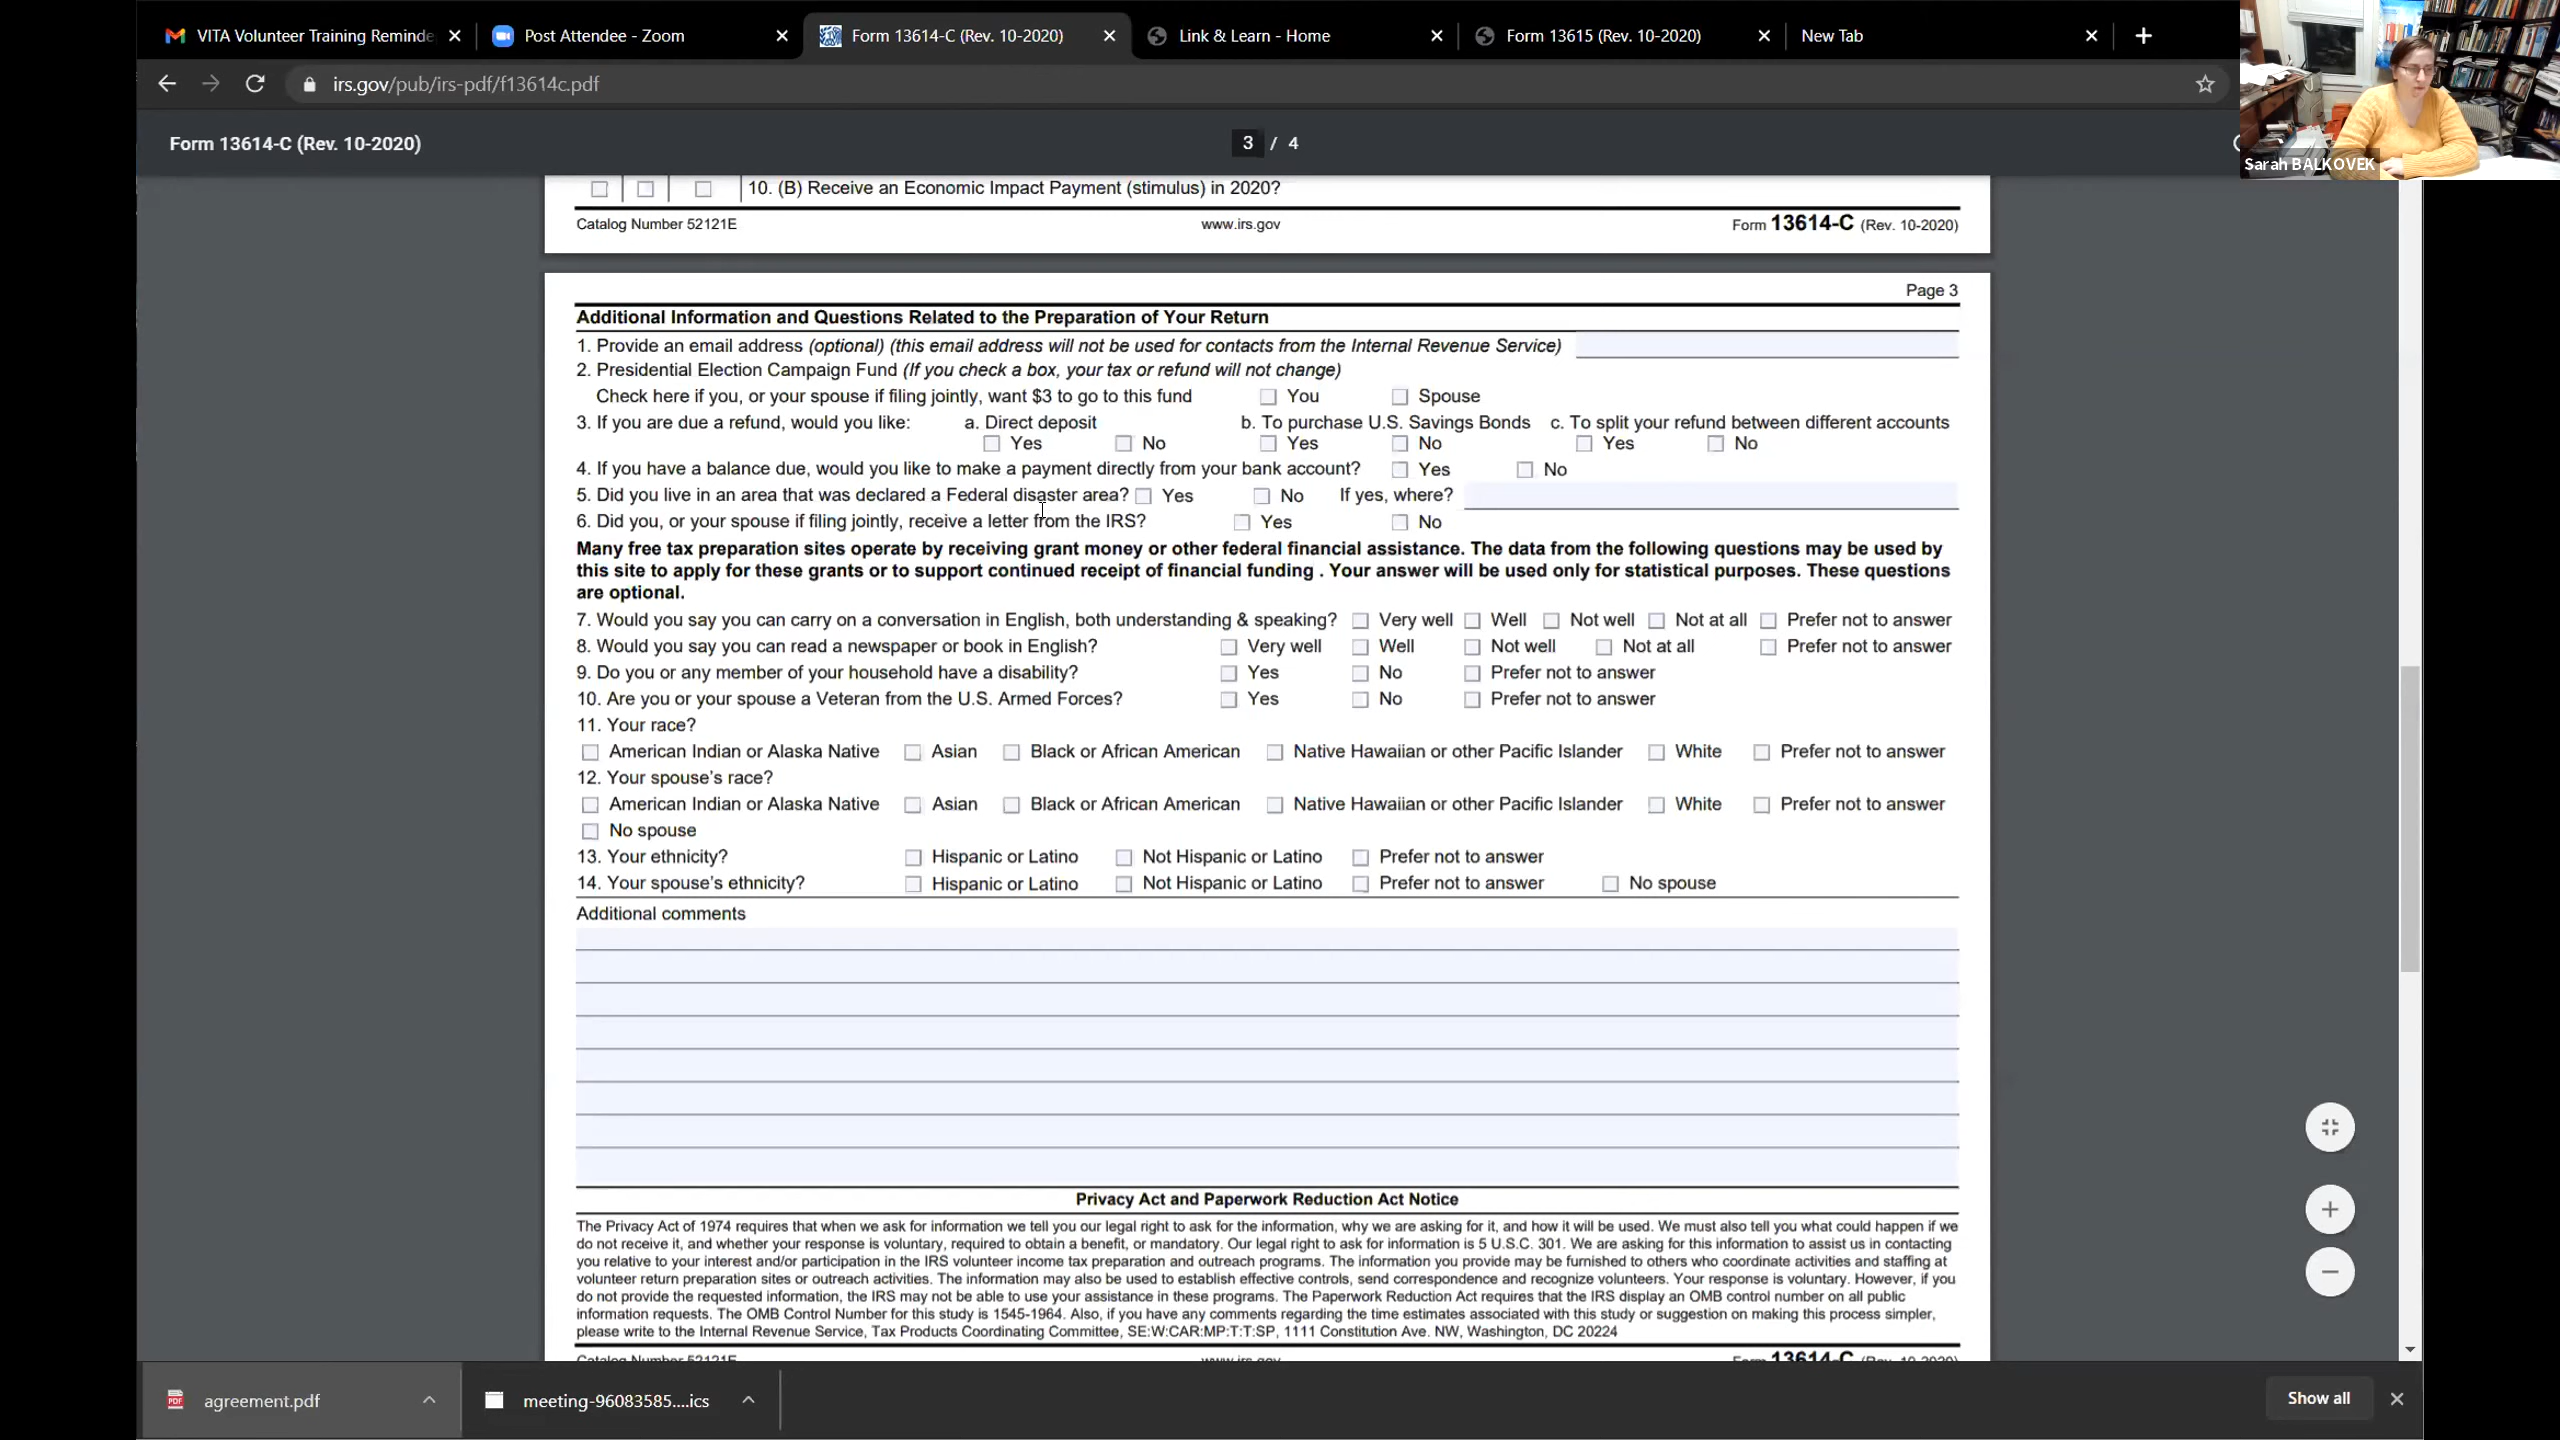 VITA Volunteer Training Reminde
Post Attendee - Zoom
Form 13614-C (Rev. 10-2020)
Link & Learn - Home
Form 13615 (Rev. 10-2020)
New Tab
irs.gov/pub/irs-pdf/f13614c.pdf
Form 13614-C (Rev. 10-2020)
3 / 4
Sarah BALKOVEK
10. (B) Receive an Economic Impact Payment (stimulus) in 2020?
Catalog Number 52121E www.irs.gov Form 13614-C (Rev. 10-2020)
Page 3
Additional Information and Questions Related to the Preparation of Your Return
1. Provide an email address (optional) (this email address will not be used for contacts from the Internal Revenue Service)
2. Presidential Election Campaign Fund (If you check a box, your tax or refund will not change)
Check here if you, or your spouse if filing jointly, want $3 to go to this fund You Spouse
3. If you are due a refund, would you like: a. Direct deposit b. To purchase U.S. Savings Bonds c. To split your refund between different accounts
Yes No Yes No Yes No
4. If you have a balance due, would you like to make a payment directly from your bank account? Yes No
5. Did you live in an area that was declared a Federal disaster area? Yes No If yes, where?
6. Did you, or your spouse if filing jointly, receive a letter from the IRS? Yes No
Many free tax preparation sites operate by receiving grant money or other federal financial assistance. The data from the following questions may be used by
this site to apply for these grants or to support continued receipt of financial funding . Your answer will be used only for statistical purposes. These questions
are optional.
7. Would you say you can carry on a conversation in English, both understanding & speaking? Very well Well Not well Not at all Prefer not to answer
8. Would you say you can read a newspaper or book in English? Very well Well Not well Not at all Prefer not to answer
9. Do you or any member of your household have a disability? Yes No Prefer not to answer
10. Are you or your spouse a Veteran from the U.S. Armed Forces? Yes No Prefer not to answer
11. Your race?
American Indian or Alaska Native Asian Black or African American Native Hawaiian or other Pacific Islander White Prefer not to answer
12. Your spouse's race?
American Indian or Alaska Native Asian Black or African American Native Hawaiian or other Pacific Islander White Prefer not to answer
No spouse
13. Your ethnicity? Hispanic or Latino Not Hispanic or Latino Prefer not to answer
14. Your spouse's ethnicity? Hispanic or Latino Not Hispanic or Latino Prefer not to answer No spouse
Additional comments
Privacy Act and Paperwork Reduction Act Notice
The Privacy Act of 1974 requires that when we ask for information we tell you our legal right to ask for the information, why we are asking for it, and how it will be used. We must also tell you what could happen if we
do not receive it, and whether your response is voluntary, required to obtain a benefit, or mandatory. Our legal right to ask for information is 5 U.S.C. 301. We are asking for this information to assist us in contacting
you relative to your interest and/or participation in the IRS volunteer income tax preparation and outreach programs. The information you provide may be furnished to others who coordinate activities and staffing at
volunteer return preparation sites or outreach activities. The information may also be used to establish effective controls, send correspondence and recognize volunteers. Your response is voluntary. However, if you
do not provide the requested information, the IRS may not be able to use your assistance in these programs. The Paperwork Reduction Act requires that the IRS display an OMB control number on all public
information requests. The OMB Control Number for this study is 1545-1964. Also, if you have any comments regarding the time estimates associated with this study or suggestion on making this process simpler,
please write to the Internal Revenue Service, Tax Products Coordinating Committee, SE:W:CAR:MP:T:T:SP, 1111 Constitution Ave. NW, Washington, DC 20224
Catalog Number 52121E www.irs.gov Form 13614-C (Rev. 10-2020)
agreement.pdf
meeting-96083585....ics
Show all